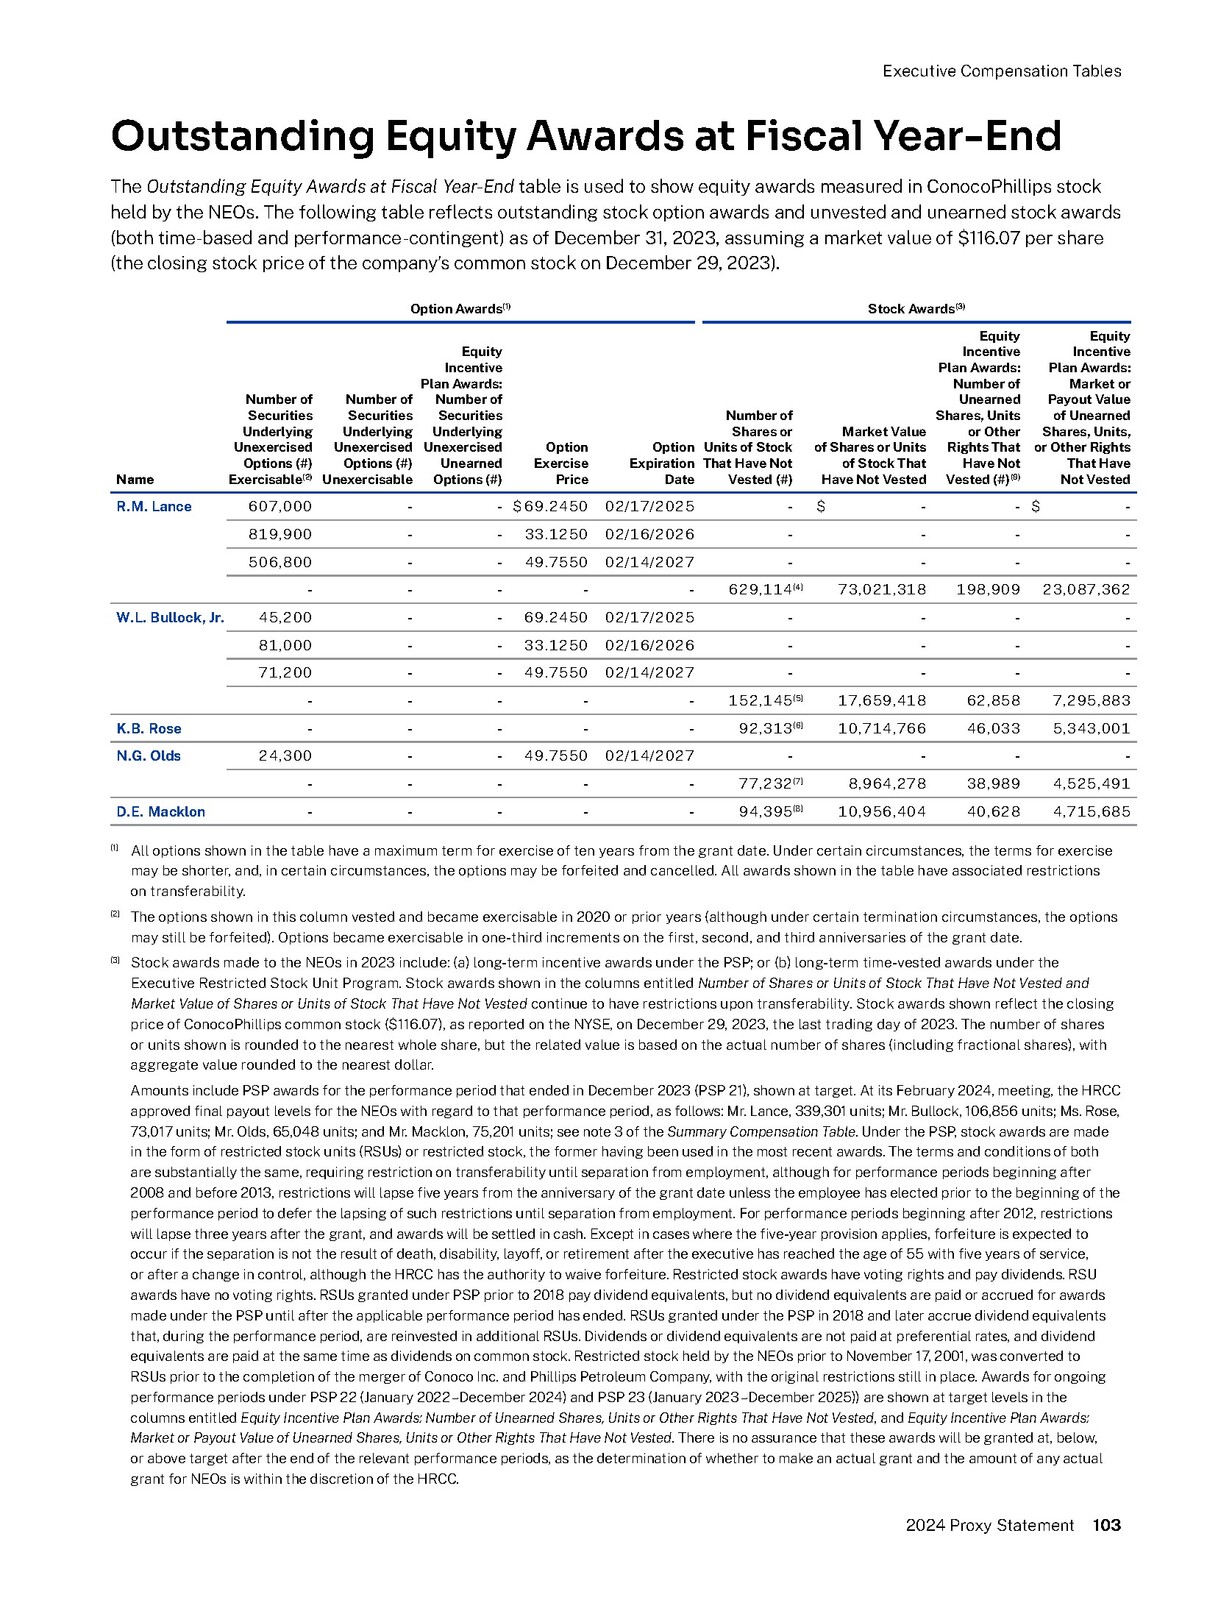 Executive Compensation Tables
Outstanding Equity Awards at Fiscal Year-End
The Outstanding Equity Awards at Fiscal Year-End table is used to show equity awards measured in ConocoPhillips stock
held by the NEOs. The following table reflects outstanding stock option awards and unvested and unearned stock awards
(both time-based and performance-contingent) as of December 31, 2023, assuming a market value of $116.07 per share
(the closing stock price of the company's common stock on December 29, 2023).
Option Awards(1) Stock Awards(3)
Name
Number of
Securities
Underlying
Unexercised
Options (#)
Exercisable(2)
Number of
Securities
Underlying
Unexercised
Options (#)
Unexercisable
Equity
Incentive
Plan Awards:
Number of
Securities
Underlying
Unexercised
Unearned
Options (#)
Option
Exercise
Price
Option
Expiration
Date
Number of
Shares or
Units of Stock
That Have Not
Vested (#)
Market Value
of Shares or Units
of Stock That
Have Not Vested
Equity
Incentive
Plan Awards:
Number of
Unearned
Shares, Units
or Other
Rights That
Have Not
Vested (#)(9)
Equity
Incentive
Plan Awards:
Market or
Payout Value
of Unearned
Shares, Units,
or Other Rights
That Have
Not Vested
R.M. Lance 607,000 - - $69.2450 02/17/2025 - $ - - $ -
819,900 - - 33.1250 02/16/2026 - - - -
506,800 - - 49.7550 02/14/2027 - - - -
- - - - - 629,114(4) 73,021,318 198,909 23,087,362
W.L. Bullock, Jr. 45,200 - - 69.2450 02/17/2025 - - - -
81,000 - - 33.1250 02/16/2026 - - - -
71,200 - - 49.7550 02/14/2027 - - - -
- - - - - 152,145(5) 17,659,418 62,858 7,295,883
K.B. Rose - - - - - 92,313(6) 10,714,766 46,033 5,343,001
N.G. Olds 24,300 - - 49.7550 02/14/2027 - - - -
- - - - - 77,232(7) 8,964,278 38,989 4,525,491
D.E. Macklon - - - - - 94,395(8) 10,956,404 40,628 4,715,685
(1) All options shown in the table have a maximum term for exercise of ten years from the grant date. Under certain circumstances, the terms for exercise
may be shorter, and, in certain circumstances, the options may be forfeited and cancelled. All awards shown in the table have associated restrictions
on transferability.
(2) The options shown in this column vested and became exercisable in 2020 or prior years (although under certain termination circumstances, the options
may still be forfeited). Options became exercisable in one-third increments on the first, second, and third anniversaries of the grant date.
(3) Stock awards made to the NEOs in 2023 include: (a) long-term incentive awards under the PSP; or (b) long-term time-vested awards under the
Executive Restricted Stock Unit Program. Stock awards shown in the columns entitled Number of Shares or Units of Stock That Have Not Vested and
Market Value of Shares or Units of Stock That Have Not Vested continue to have restrictions upon transferability. Stock awards shown reflect the closing
price of ConocoPhillips common stock ($116.07), as reported on the NYSE, on December 29, 2023, the last trading day of 2023. The number of shares
or units shown is rounded to the nearest whole share, but the related value is based on the actual number of shares (including fractional shares), with
aggregate value rounded to the nearest dollar.
Amounts include PSP awards for the performance period that ended in December 2023 (PSP 21), shown at target. At its February 2024, meeting, the HRCC
approved final payout levels for the NEOs with regard to that performance period, as follows: Mr. Lance, 339,301 units; Mr. Bullock, 106,856 units; Ms. Rose,
73,017 units; Mr. Olds, 65,048 units; and Mr. Macklon, 75,201 units; see note 3 of the Summary Compensation Table. Under the PSP, stock awards are made
in the form of restricted stock units (RSUs) or restricted stock, the former having been used in the most recent awards. The terms and conditions of both
are substantially the same, requiring restriction on transferability until separation from employment, although for performance periods beginning after
2008 and before 2013, restrictions will lapse five years from the anniversary of the grant date unless the employee has elected prior to the beginning of the
performance period to defer the lapsing of such restrictions until separation from employment. For performance periods beginning after 2012, restrictions
will lapse three years after the grant, and awards will be settled in cash. Except in cases where the five-year provision applies, forfeiture is expected to
occur if the separation is not the result of death, disability, layoff, or retirement after the executive has reached the age of 55 with five years of service,
or after a change in control, although the HRCC has the authority to waive forfeiture. Restricted stock awards have voting rights and pay dividends. RSU
awards have no voting rights. RSUs granted under PSP prior to 2018 pay dividend equivalents, but no dividend equivalents are paid or accrued for awards
made under the PSP until after the applicable performance period has ended. RSUs granted under the PSP in 2018 and later accrue dividend equivalents
that, during the performance period, are reinvested in additional RSUs. Dividends or dividend equivalents are not paid at preferential rates, and dividend
equivalents are paid at the same time as dividends on common stock. Restricted stock held by the NEOs prior to November 17, 2001, was converted to
RSUs prior to the completion of the merger of Conoco Inc. and Phillips Petroleum Company, with the original restrictions still in place. Awards for ongoing
performance periods under PSP 22 (January 2022–December 2024) and PSP 23 (January 2023–December 2025)) are shown at target levels in the
columns entitled Equity Incentive Plan Awards: Number of Unearned Shares, Units or Other Rights That Have Not Vested, and Equity Incentive Plan Awards:
Market or Payout Value of Unearned Shares, Units or Other Rights That Have Not Vested. There is no assurance that these awards will be granted at, below,
or above target after the end of the relevant performance periods, as the determination of whether to make an actual grant and the amount of any actual
grant for NEOs is within the discretion of the HRCC.
2024 Proxy Statement 103